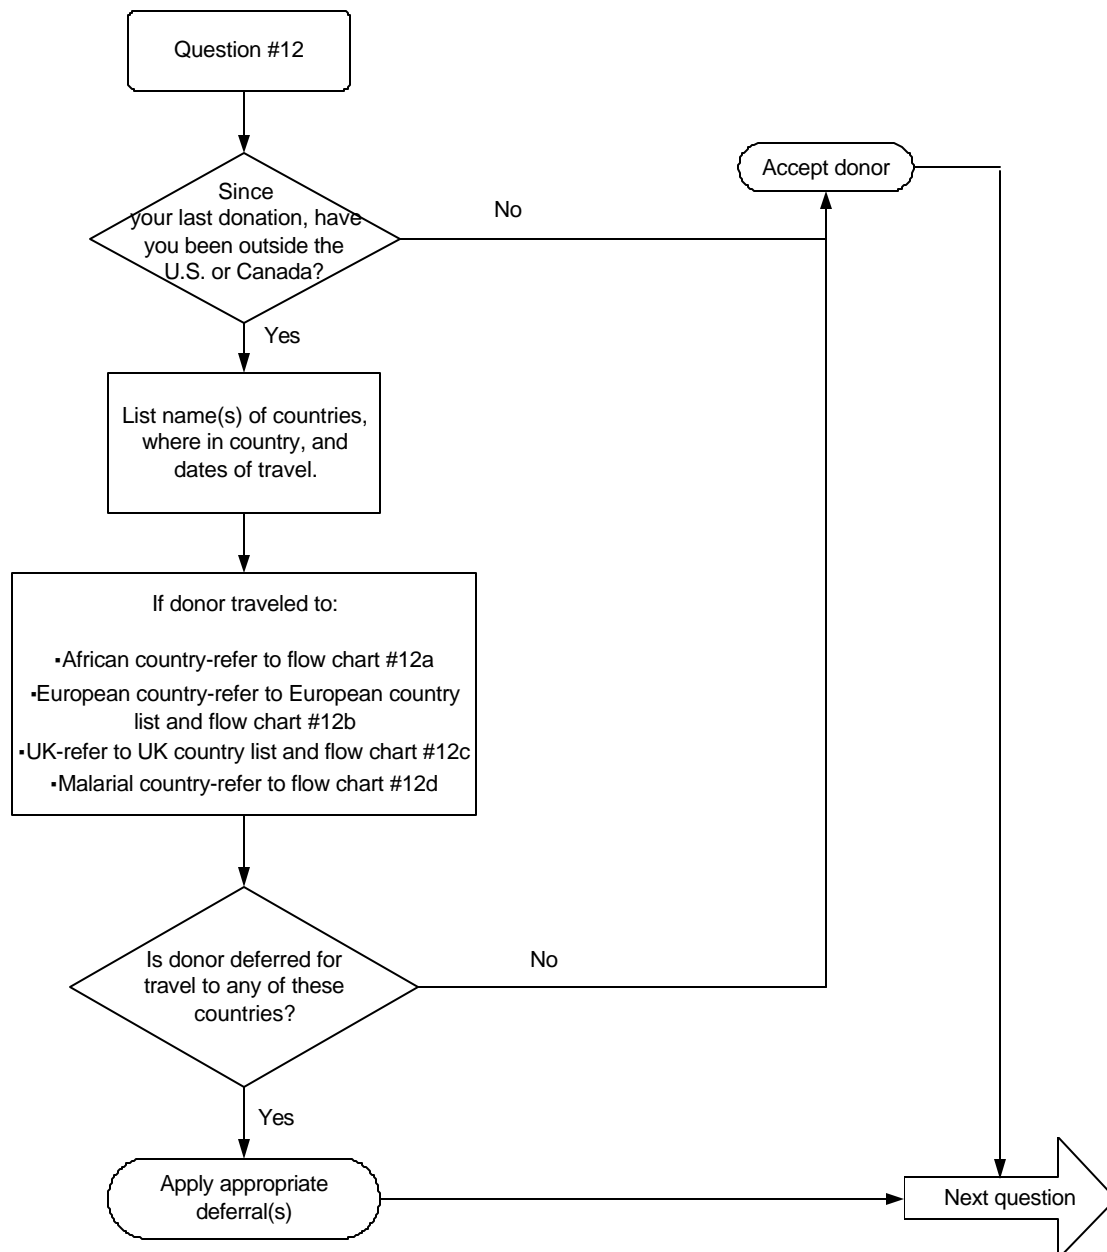 Question #12
Accept donor
Since
your last donation, have
you been outside the
U.S. or Canada?
No
Yes
List name(s) of countries,
where in country, and
dates of travel.
If donor traveled to:
▪African country-refer to flow chart #12a
▪European country-refer to European country
list and flow chart #12b
▪UK-refer to UK country list and flow chart #12c
▪Malarial country-refer to flow chart #12d
Is donor deferred for
travel to any of these
countries?
No
Yes
Apply appropriate
deferral(s)
Next question